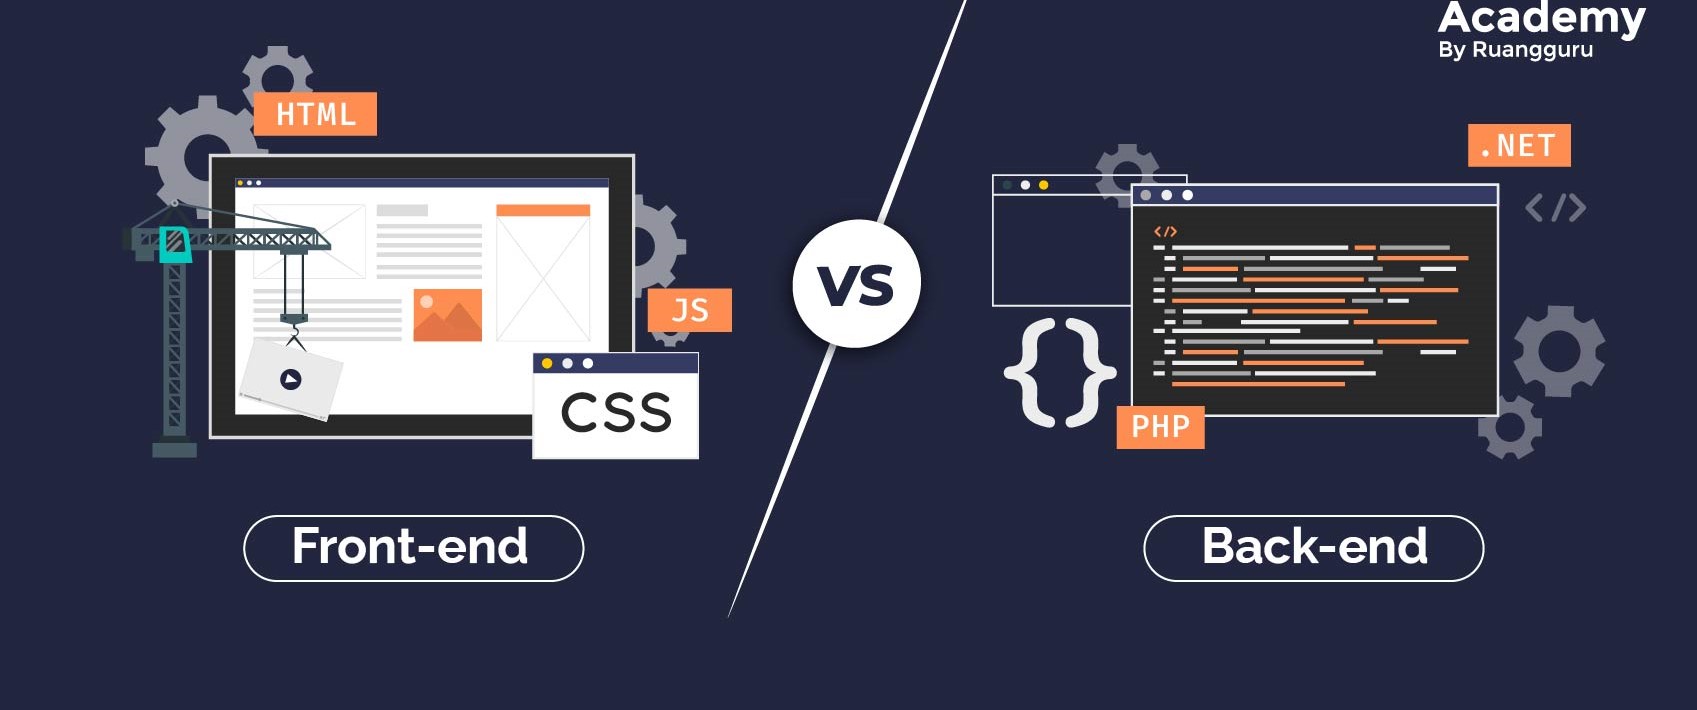 Academy
By Ruangguru
HTML
JS
CSS
Front-end
VS
.NET
</>
</>
{}
PHP
Back-end